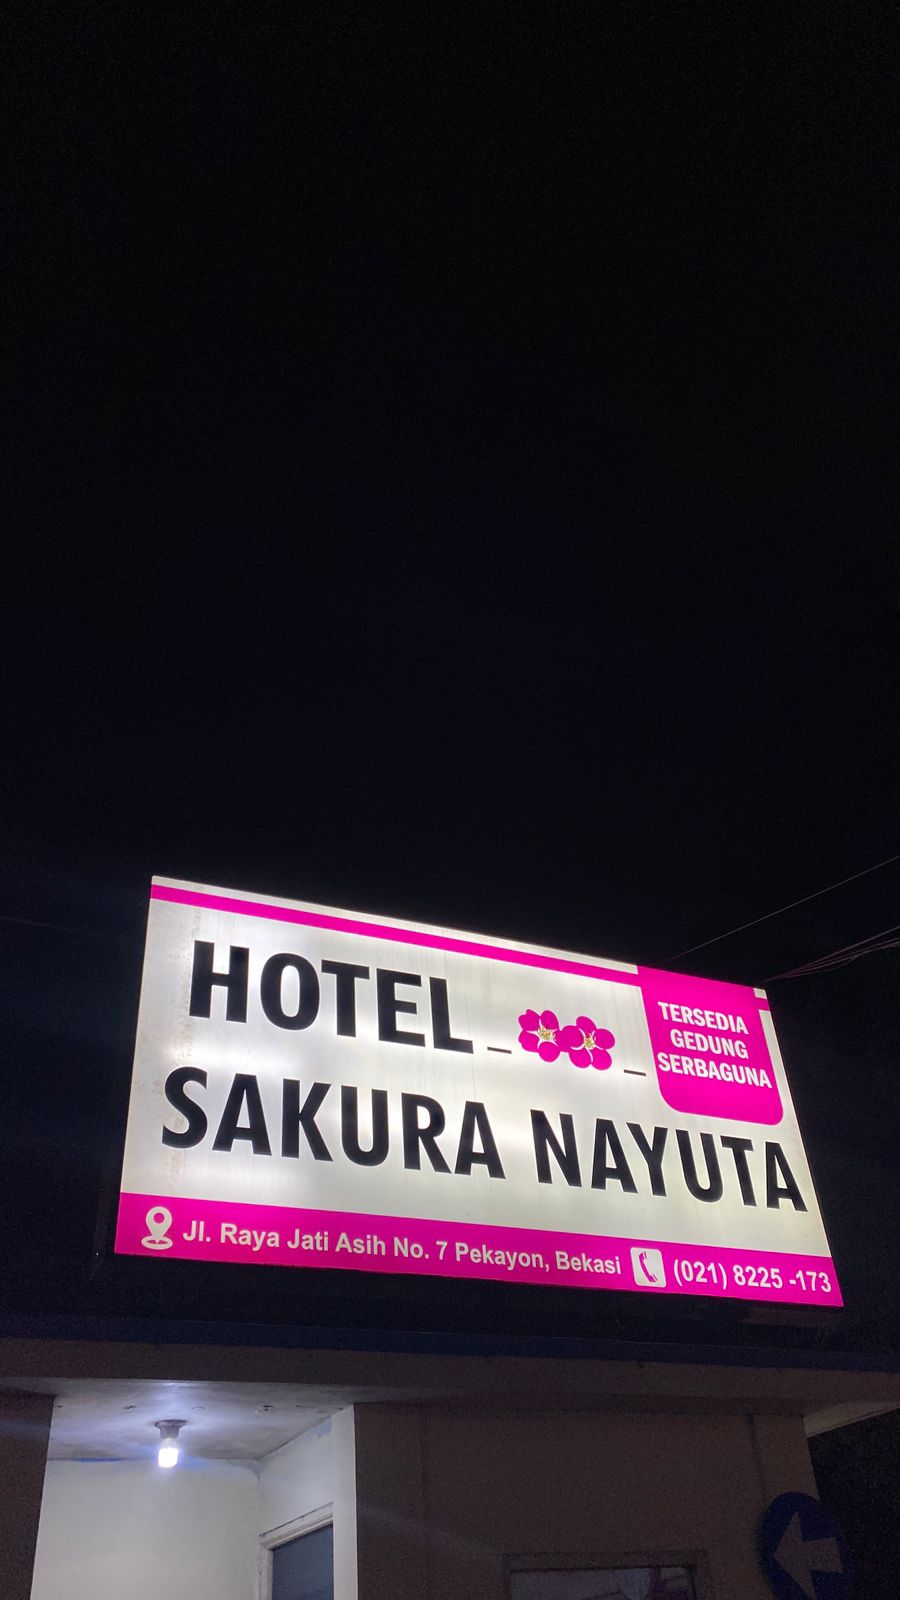 HOTEL
SAKURA NAYUTA
TERSEDIA
GEDUNG
SERBAGUNA
Jl. Raya Jati Asih No. 7 Pekayon, Bekasi (021) 8225 -173